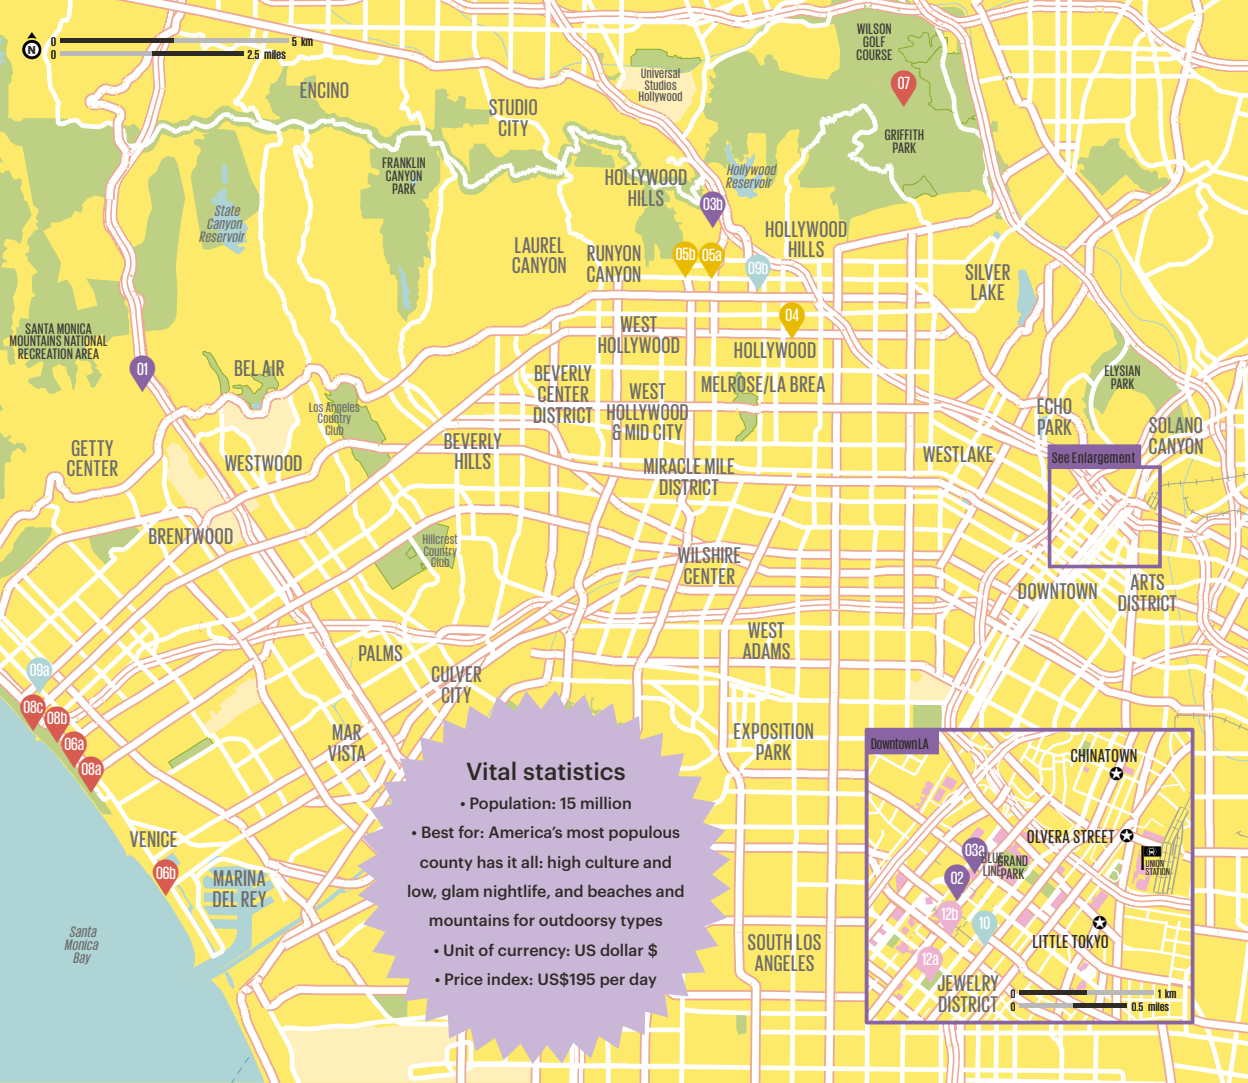 0 5 km
N
0 2.5 miles
WILSON
GOLF
COURSE
Universal
Studios
Hollywood
07
ENCINO
STUDIO
CITY
GRIFFITH
PARK
FRANKLIN
CANYON
PARK
HOLLYWOOD
HILLS
Hollywood
Reservoir
03b
State
Canyon
Reservoir
HOLLYWOOD
HILLS
LAUREL
CANYON
RUNYON
CANYON
05b
05a
09b
SILVER
LAKE
04
SANTA MONICA
MOUNTAINS NATIONAL
RECREATION AREA
WEST
HOLLYWOOD
HOLLYWOOD
01
BEL AIR
BEVERLY
CENTER
DISTRICT
WEST
HOLLYWOOD
& MID CITY
MELROSE/LA BREA
ELYSIAN
PARK
Los Angeles
Country
Club
ECHO
PARK
SOLANO
CANYON
GETTY
CENTER
WESTWOOD
BEVERLY
HILLS
MIRACLE MILE
DISTRICT
WESTLAKE
See Enlargement
BRENTWOOD
Hillcrest
Country
Club
WILSHIRE
CENTER
DOWNTOWN
ARTS
DISTRICT
PALMS
WEST
ADAMS
09a
CULVER
CITY
08c
08b
06a
08a
MAR
VISTA
EXPOSITION
PARK
VENICE
06b
MARINA
DEL REY
Santa
Monica
Bay
SOUTH LOS
ANGELES
Vital statistics
• Population: 15 million
• Best for: America's most populous
county has it all: high culture and
low, glam nightlife, and beaches and
mountains for outdoorsy types
• Unit of currency: US dollar $
• Price index: US$195 per day
Downtown LA
CHINATOWN
OLVERA STREET
03a
BLUE
LINE
GRAND
PARK
UNION
STATION
02
12b
10
LITTLE TOKYO
12a
JEWELRY
DISTRICT
0 1 km
0 0.5 miles